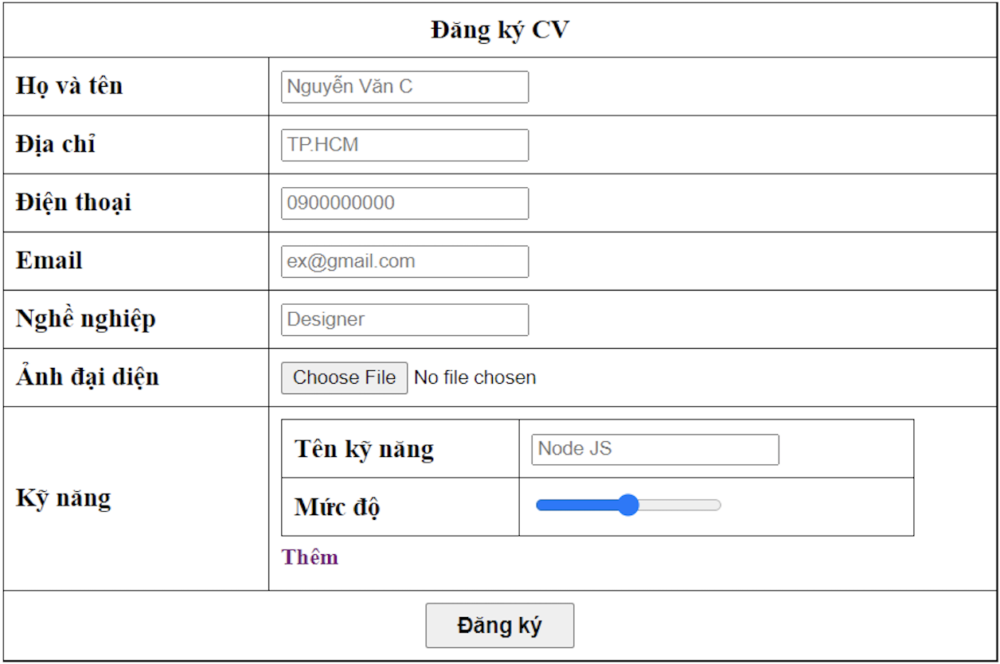 Đăng ký CV
Họ và tên Nguyễn Văn C
Địa chỉ TP.HCM
Điện thoại 0900000000
Email ex@gmail.com
Nghề nghiệp Designer
Ảnh đại diện Choose File No file chosen
Kỹ năng
Tên kỹ năng Node JS
Mức độ
Thêm
Đăng ký